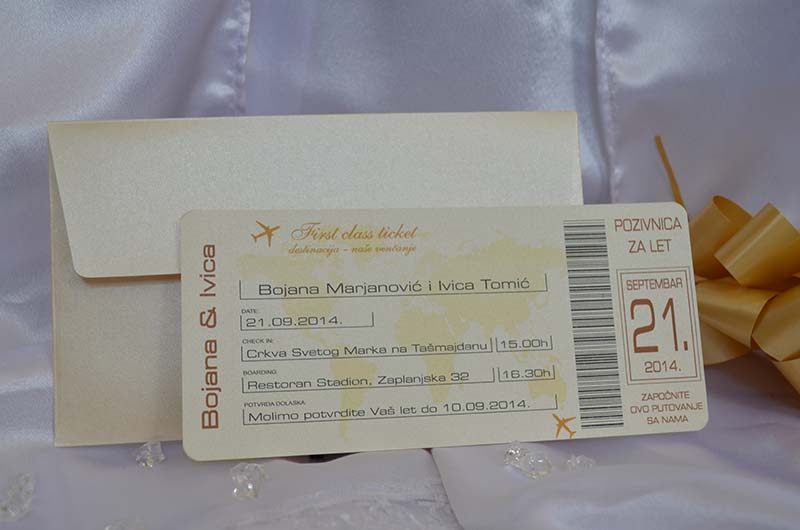 Bojana & Ivica
First class ticket
destinacija - naše venčanje
Bojana Marjanović i Ivica Tomić
DATE:
21.09.2014.
CHECK IN:
Crkva Svetog Marka na Tašmajdanu 15.00h
BOARDING:
Restoran Stadion, Zaplanjska 32 16.30h
POTVRDA DOLASKA:
Molimo potvrdite Vaš let do 10.09.2014.
POZIVNICA
ZA LET
SEPTEMBAR
21.
2014.
ZAPOČNITE
OVO PUTOVANJE
SA NAMA